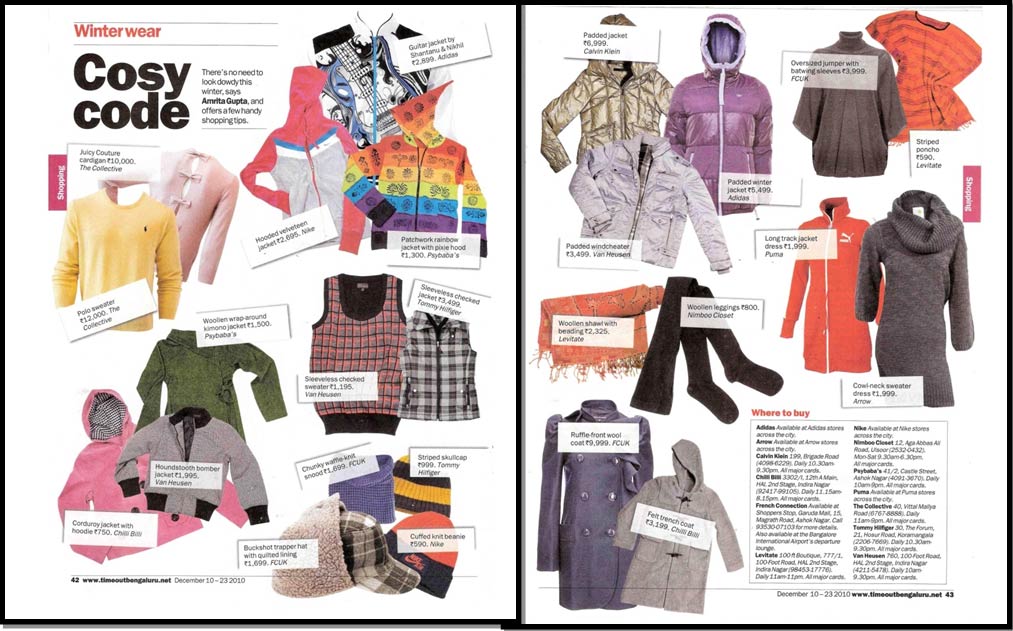 Winter wear
Cosy
code
There's no need to
look dowdy this
winter, says
Amrita Gupta, and
offers a few handy
shopping tips.
Guitar jacket by
Shantanu & Nikhil
₹2,899. Adidas
Juicy Couture
cardigan ₹10,000.
The Collective
Shopping
Hooded velveteen
jacket ₹2,695. Nike
Patchwork rainbow
jacket with pixie hood
₹1,300. Psybaba's
Polo sweater
₹12,000. The
Collective
Woollen wrap-around
kimono jacket ₹1,500.
Psybaba's
Sleeveless checked
jacket ₹3,499.
Tommy Hilfiger
Sleeveless checked
sweater ₹1,195.
Van Heusen
Houndstooth bomber
jacket ₹1,995.
Van Heusen
Chunky waffle-knit
snood ₹1,699. FCUK
Striped skullcap
₹999. Tommy
Hilfiger
Corduroy jacket with
hoodie ₹750. Chilli Billi
Buckshot trapper hat
with quilted lining
₹1,699. FCUK
Cuffed knit beanie
₹590. Nike
42 www.timeoutbengaluru.net December 10 – 23 2010
Padded jacket
₹6,999.
Calvin Klein
Oversized jumper with
batwing sleeves ₹3,999.
FCUK
Striped
poncho
₹590.
Levitate
Padded winter
jacket ₹5,499.
Adidas
Shopping
Padded windcheater
₹3,499. Van Heusen
Long track jacket
dress ₹1,999.
Puma
PUMA
Woollen shawl with
beading ₹2,325.
Levitate
Woollen leggings ₹800.
Nimboo Closet
Cowl-neck sweater
dress ₹1,999.
Arrow
Ruffle-front wool
coat ₹9,999. FCUK
Felt trench coat
₹3,199. Chilli Billi
Where to buy
Adidas Available at Adidas stores
across the city.
Arrow Available at Arrow stores
across the city.
Calvin Klein 199, Brigade Road
(4098-6229). Daily 10.30am-
9.30pm. All major cards.
Chilli Billi 3302/1, 12th A Main,
HAL 2nd Stage, Indira Nagar
(92417-99105). Daily 11.15am-
8.15pm. All major cards.
French Connection Available at
Shoppers Stop, Garuda Mall, 15,
Magrath Road, Ashok Nagar. Call
93530-07103 for more details.
Also available at the Bangalore
International Airport's departure
lounge.
Levitate 100 ft Boutique, 777/1,
100-Foot Road, HAL 2nd Stage,
Indira Nagar (98453-17776).
Daily 11am-11pm. All major cards.
Nike Available at Nike stores
across the city.
Nimboo Closet 12, Aga Abbas Ali
Road, Ulsoor (2532-0432).
Mon-Sat 9.30am-6.30pm.
All major cards.
Psybaba's 41/2, Castle Street,
Ashok Nagar (4091-3670). Daily
10am-9pm. All major cards.
Puma Available at Puma stores
across the city.
The Collective 40, Vittal Mallya
Road (6767-8888). Daily
11am-9pm. All major cards.
Tommy Hilfiger 30, The Forum,
21, Hosur Road, Koramangala
(2206-7669). Daily 10.30am-
9.30pm. All major cards.
Van Heusen 760, 100 Foot Road,
HAL 2nd Stage, Indira Nagar
(4211-5478). Daily 10am-
9.30pm. All major cards.
December 10 – 23 2010 www.timeoutbengaluru.net 43